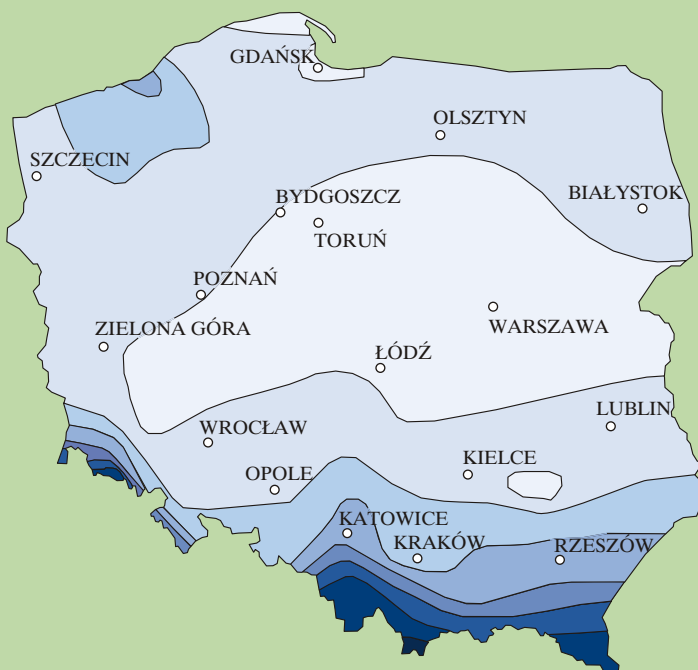 GDAŃSK
OLSZTYN
SZCZECIN
BIAŁYSTOK
BYDGOSZCZ
TORUŃ
POZNAŃ
WARSZAWA
ZIELONA GÓRA
ŁÓDŹ
LUBLIN
WROCŁAW
KIELCE
OPOLE
KATOWICE
KRAKÓW
RZESZÓW